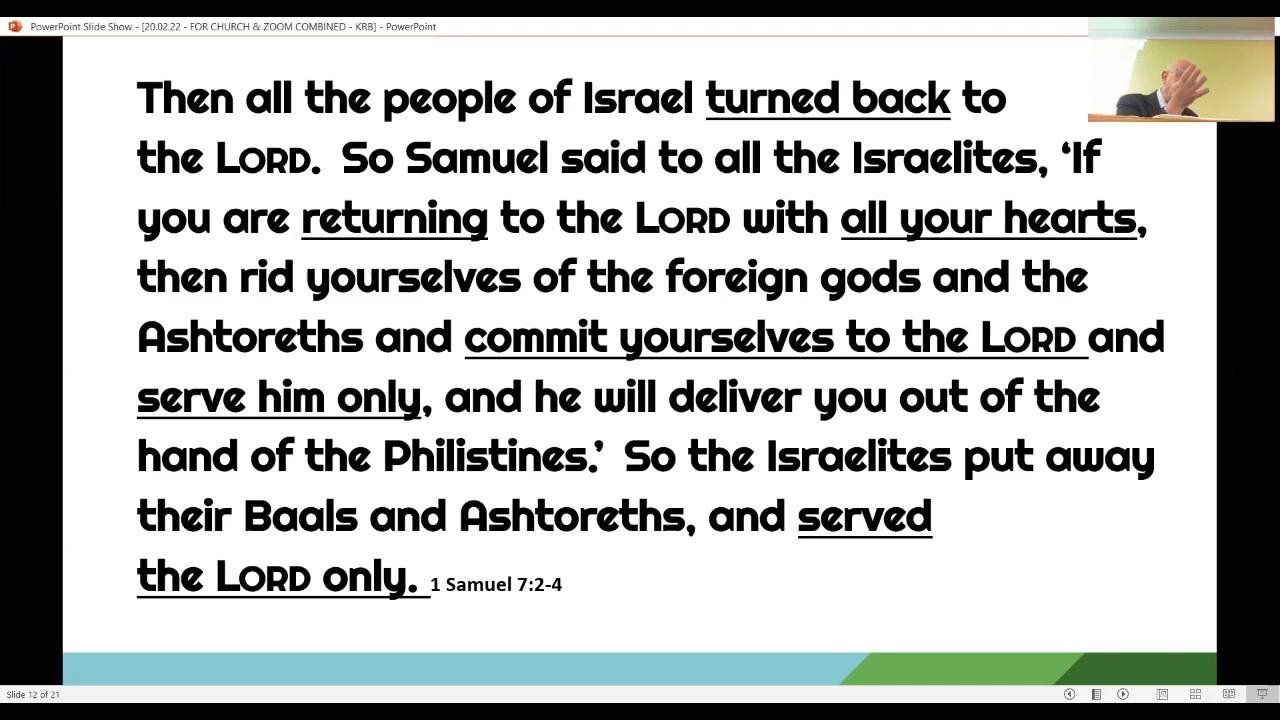 PowerPoint Slide Show - [20.02.22 - FOR CHURCH & ZOOM COMBINED - KRB] - PowerPoint
Then all the people of Israel turned back to
the LORD. So Samuel said to all the Israelites, ‘If
you are returning to the LORD with all your hearts,
then rid yourselves of the foreign gods and the
Ashtoreths and commit yourselves to the LORD and
serve him only, and he will deliver you out of the
hand of the Philistines.’ So the Israelites put away
their Baals and Ashtoreths, and served
the LORD only. 1 Samuel 7:2-4
Slide 12 of 21